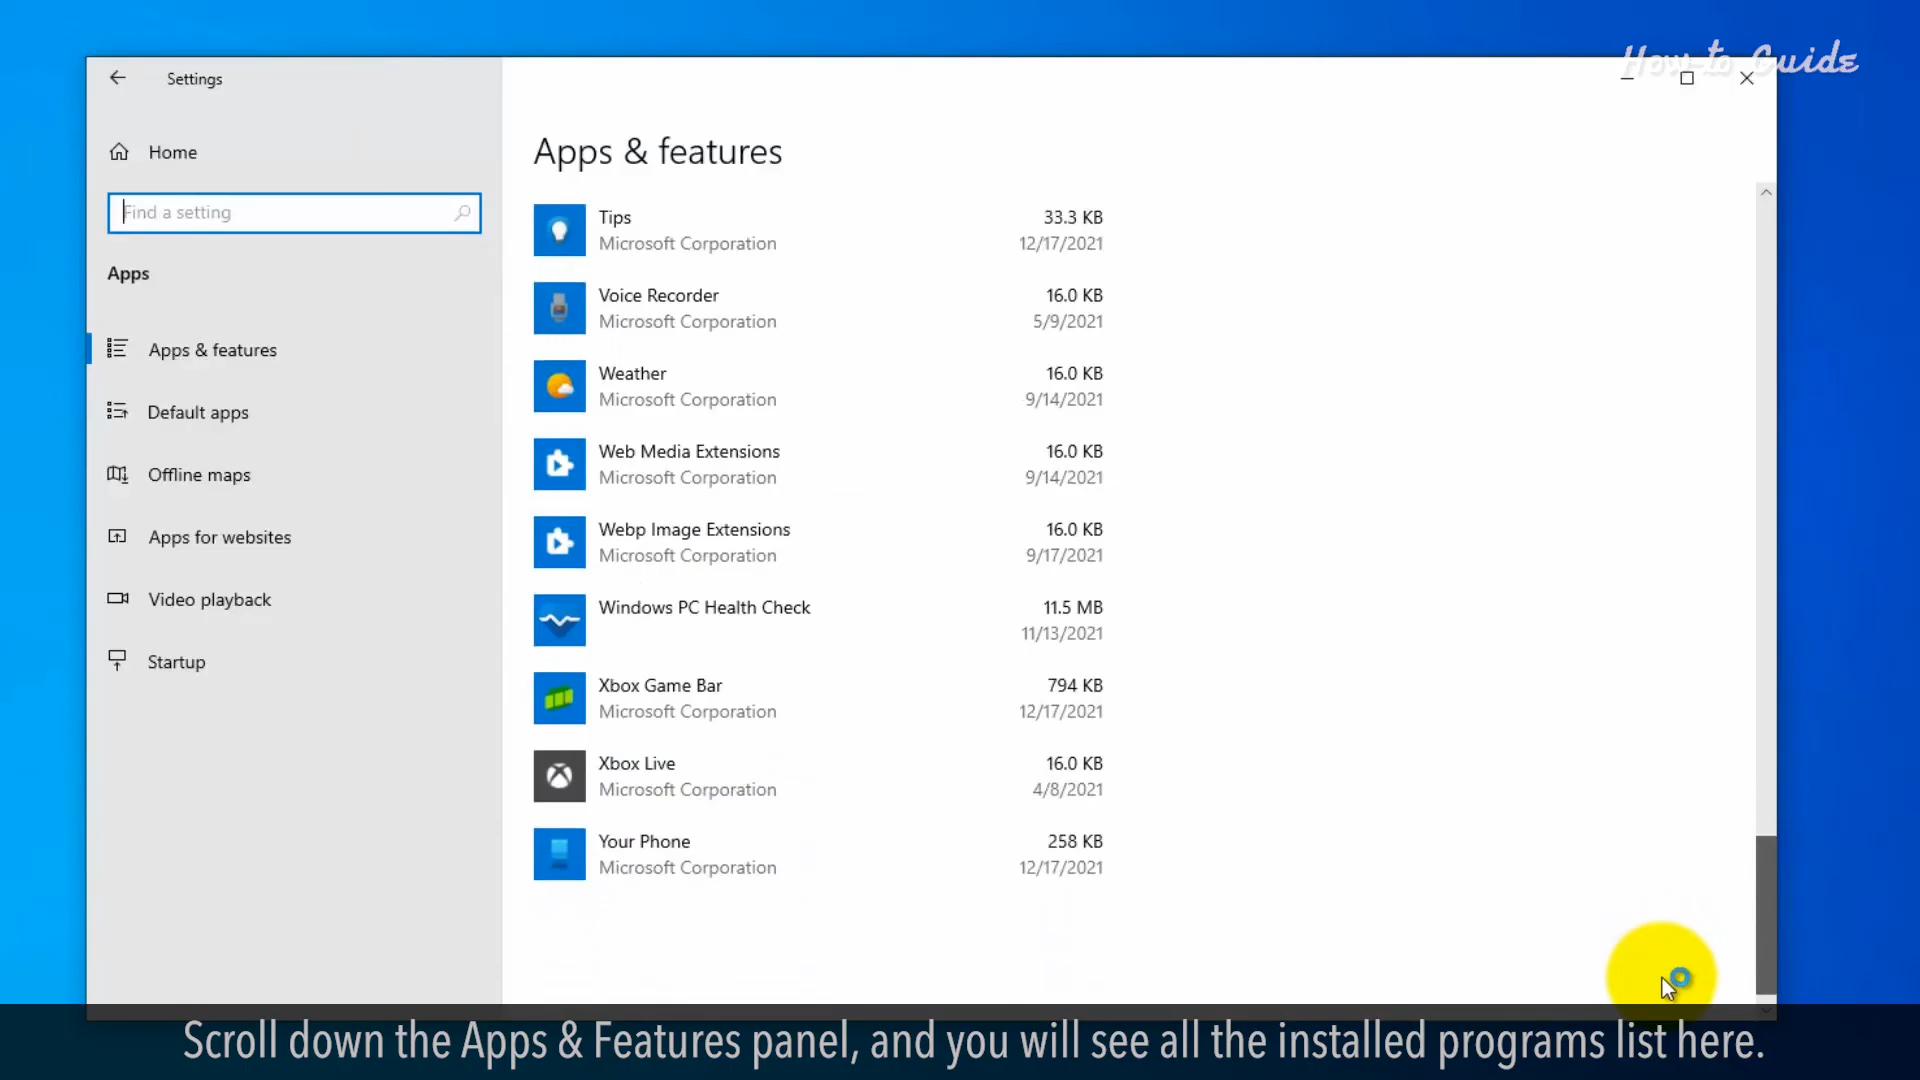 How-to Guide
Settings
Home
Find a setting
Apps
Apps & features
Default apps
Offline maps
Apps for websites
Video playback
Startup
Apps & features
Tips 33.3 KB
Microsoft Corporation 12/17/2021
Voice Recorder 16.0 KB
Microsoft Corporation 5/9/2021
Weather 16.0 KB
Microsoft Corporation 9/14/2021
Web Media Extensions 16.0 KB
Microsoft Corporation 9/14/2021
Webp Image Extensions 16.0 KB
Microsoft Corporation 9/17/2021
Windows PC Health Check 11.5 MB
11/13/2021
Xbox Game Bar 794 KB
Microsoft Corporation 12/17/2021
Xbox Live 16.0 KB
Microsoft Corporation 4/8/2021
Your Phone 258 KB
Microsoft Corporation 12/17/2021
Scroll down the Apps & Features panel, and you will see all the installed programs list here.